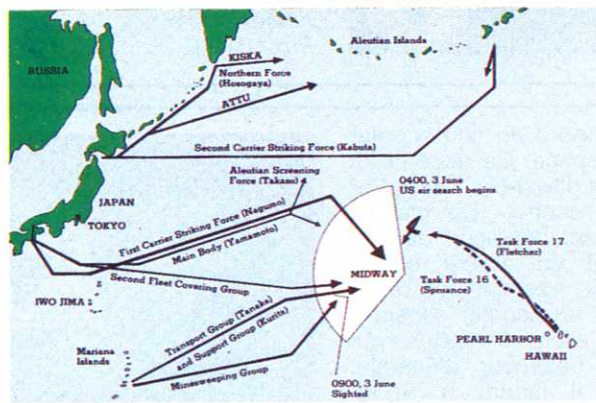 Aleutian Islands
KISKA
RUSSIA
Northern Force
(Hosogaya)
ATTU
Second Carrier Striking Force (Kabuta)
Aleutian Screening
Force (Takasu)
0400, 3 June
US air search begins
JAPAN
TOKYO
First Carrier Striking Force (Nagumo)
Main Body (Yamamoto)
Task Force 17
(Fletcher)
MIDWAY
Second Fleet Covering Group
Task Force 16
(Spruance)
IWO JIMA
Transport Group (Tanaka)
and Support Group (Kurita)
PEARL HARBOR
HAWAII
Mariana
Islands
Minesweeping Group
0900, 3 June
Sighted